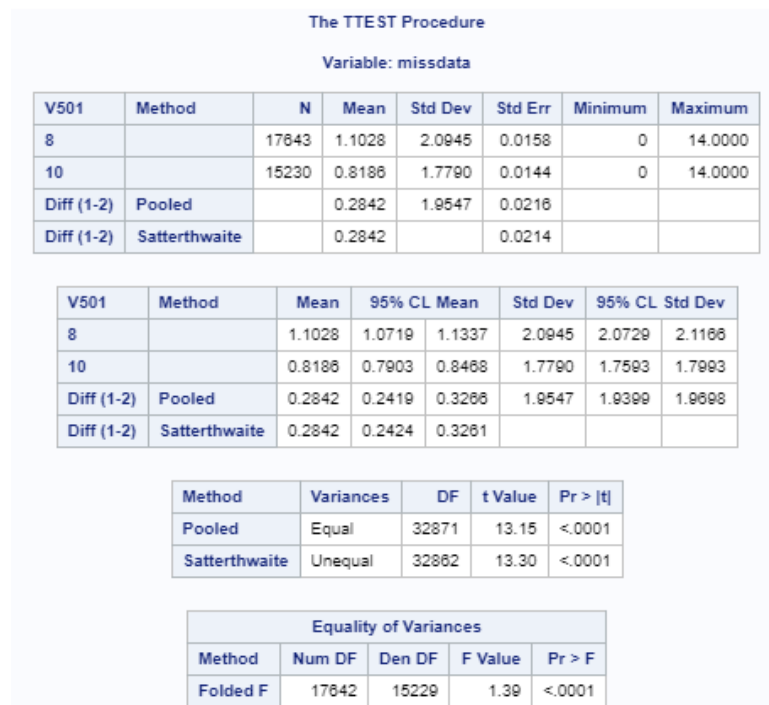 The TTEST Procedure
Variable: missdata
V501 Method N Mean Std Dev Std Err Minimum Maximum
8 17643 1.1028 2.0945 0.0158 0 14.0000
10 15230 0.8186 1.7790 0.0144 0 14.0000
Diff (1-2) Pooled 0.2842 1.9547 0.0216
Diff (1-2) Satterthwaite 0.2842 0.0214
V501 Method Mean 95% CL Mean Std Dev 95% CL Std Dev
8 1.1028 1.0719 1.1337 2.0945 2.0729 2.1166
10 0.8186 0.7903 0.8468 1.7790 1.7593 1.7993
Diff (1-2) Pooled 0.2842 0.2419 0.3266 1.9547 1.9399 1.9698
Diff (1-2) Satterthwaite 0.2842 0.2424 0.3261
Method Variances DF t Value Pr > |t|
Pooled Equal 32871 13.15 <.0001
Satterthwaite Unequal 32862 13.30 <.0001
Equality of Variances
Method Num DF Den DF F Value Pr > F
Folded F 17642 15229 1.39 <.0001